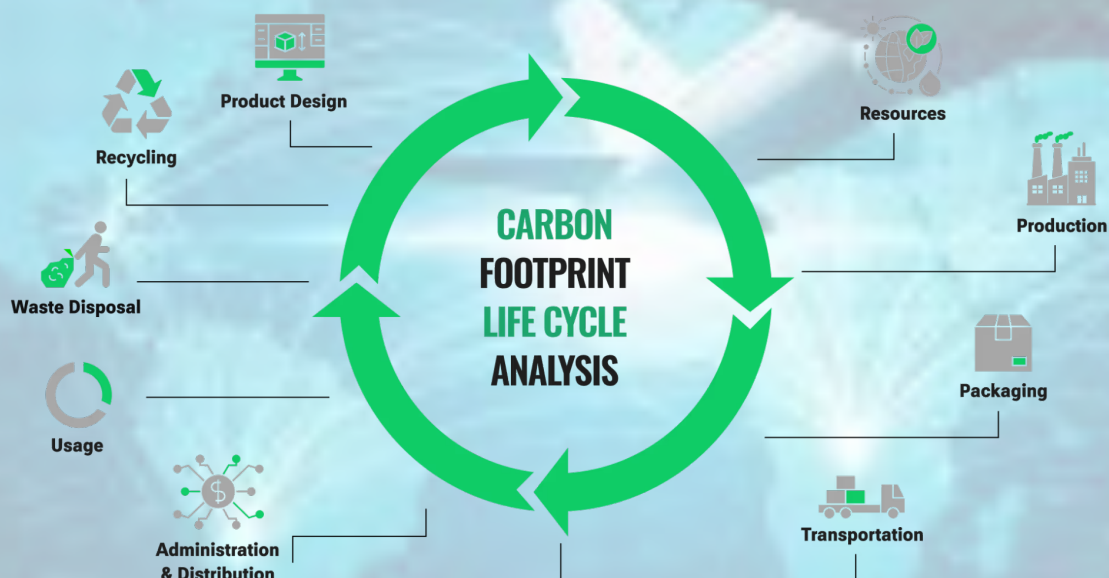 Product Design
Resources
Recycling
Production
CARBON
FOOTPRINT
LIFE CYCLE
ANALYSIS
Waste Disposal
Packaging
Usage
Transportation
Administration
& Distribution